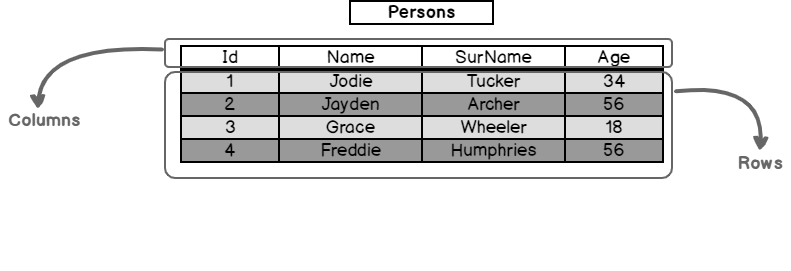 Persons
Id Name SurName Age
1 Jodie Tucker 34
2 Jayden Archer 56
3 Grace Wheeler 18
4 Freddie Humphries 56
Columns
Rows